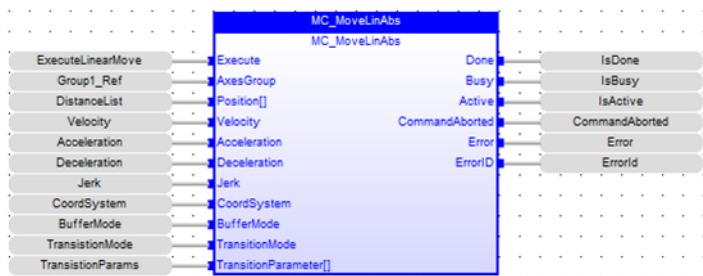 MC_MoveLinAbs
MC_MoveLinAbs
ExecuteLinearMove Execute Done IsDone
Group1_Ref AxesGroup Busy IsBusy
DistanceList Position[] Active IsActive
Velocity Velocity CommandAborted CommandAborted
Acceleration Acceleration Error Error
Deceleration Deceleration ErrorID ErrorId
Jerk Jerk
CoordSystem CoordSystem
BufferMode BufferMode
TransistionMode TransitionMode
TransistionParams TransitionParameter[]